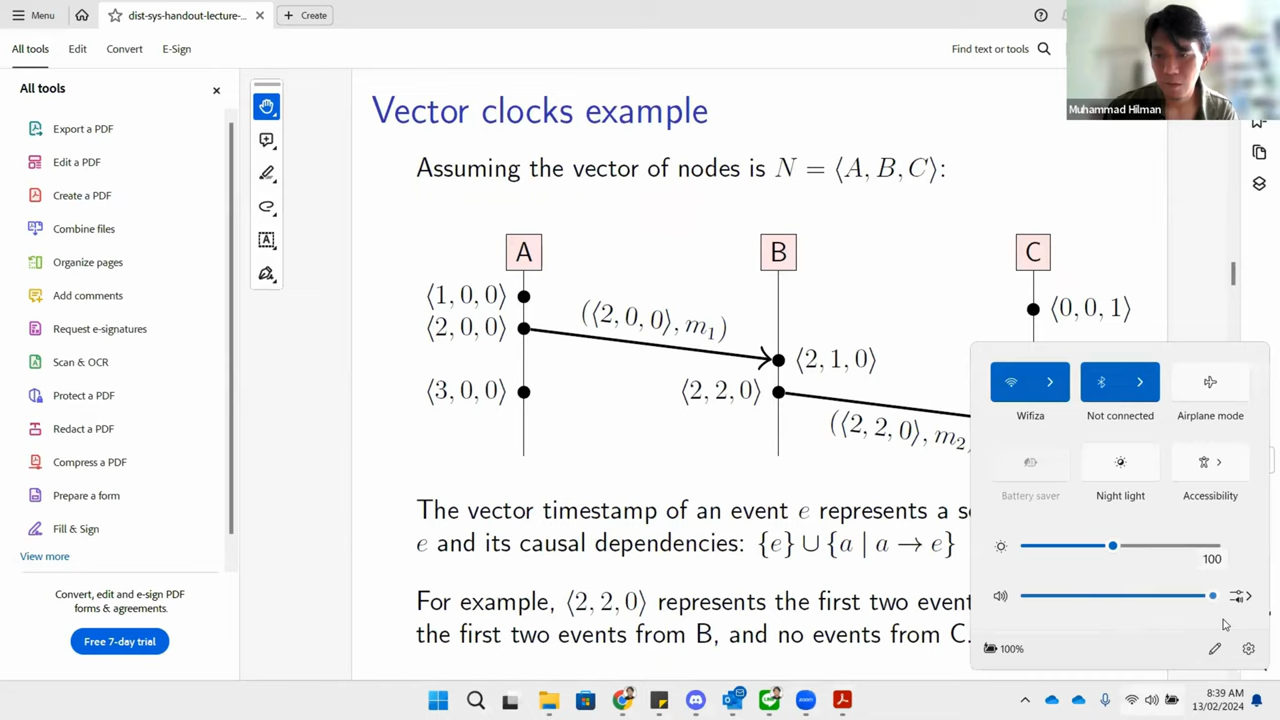 Menu
dist-sys-handout-lecture-...
Create
All tools
Edit
Convert
E-Sign
Find text or tools
Muhammad Hilman
All tools
Export a PDF
Edit a PDF
Create a PDF
Combine files
Organize pages
Add comments
Request e-signatures
Scan & OCR
Protect a PDF
Redact a PDF
Compress a PDF
Prepare a form
Fill & Sign
View more
Convert, edit and e-sign PDF
forms & agreements.
Free 7-day trial
Vector clocks example
Assuming the vector of nodes is N = ⟨A, B, C⟩:
A
B
C
⟨1, 0, 0⟩
⟨0, 0, 1⟩
⟨2, 0, 0⟩
(⟨2, 0, 0⟩, m₁)
⟨2, 1, 0⟩
⟨3, 0, 0⟩
⟨2, 2, 0⟩
(⟨2, 2, 0⟩, m₂
The vector timestamp of an event e represents a
e and its causal dependencies: {e} ∪ {a | a → e}
For example, ⟨2, 2, 0⟩ represents the first two
the first two events from B, and no events from C.
Wifiza
Not connected
Airplane mode
Battery saver
Night light
Accessibility
100
100%
8:39 AM
13/02/2024